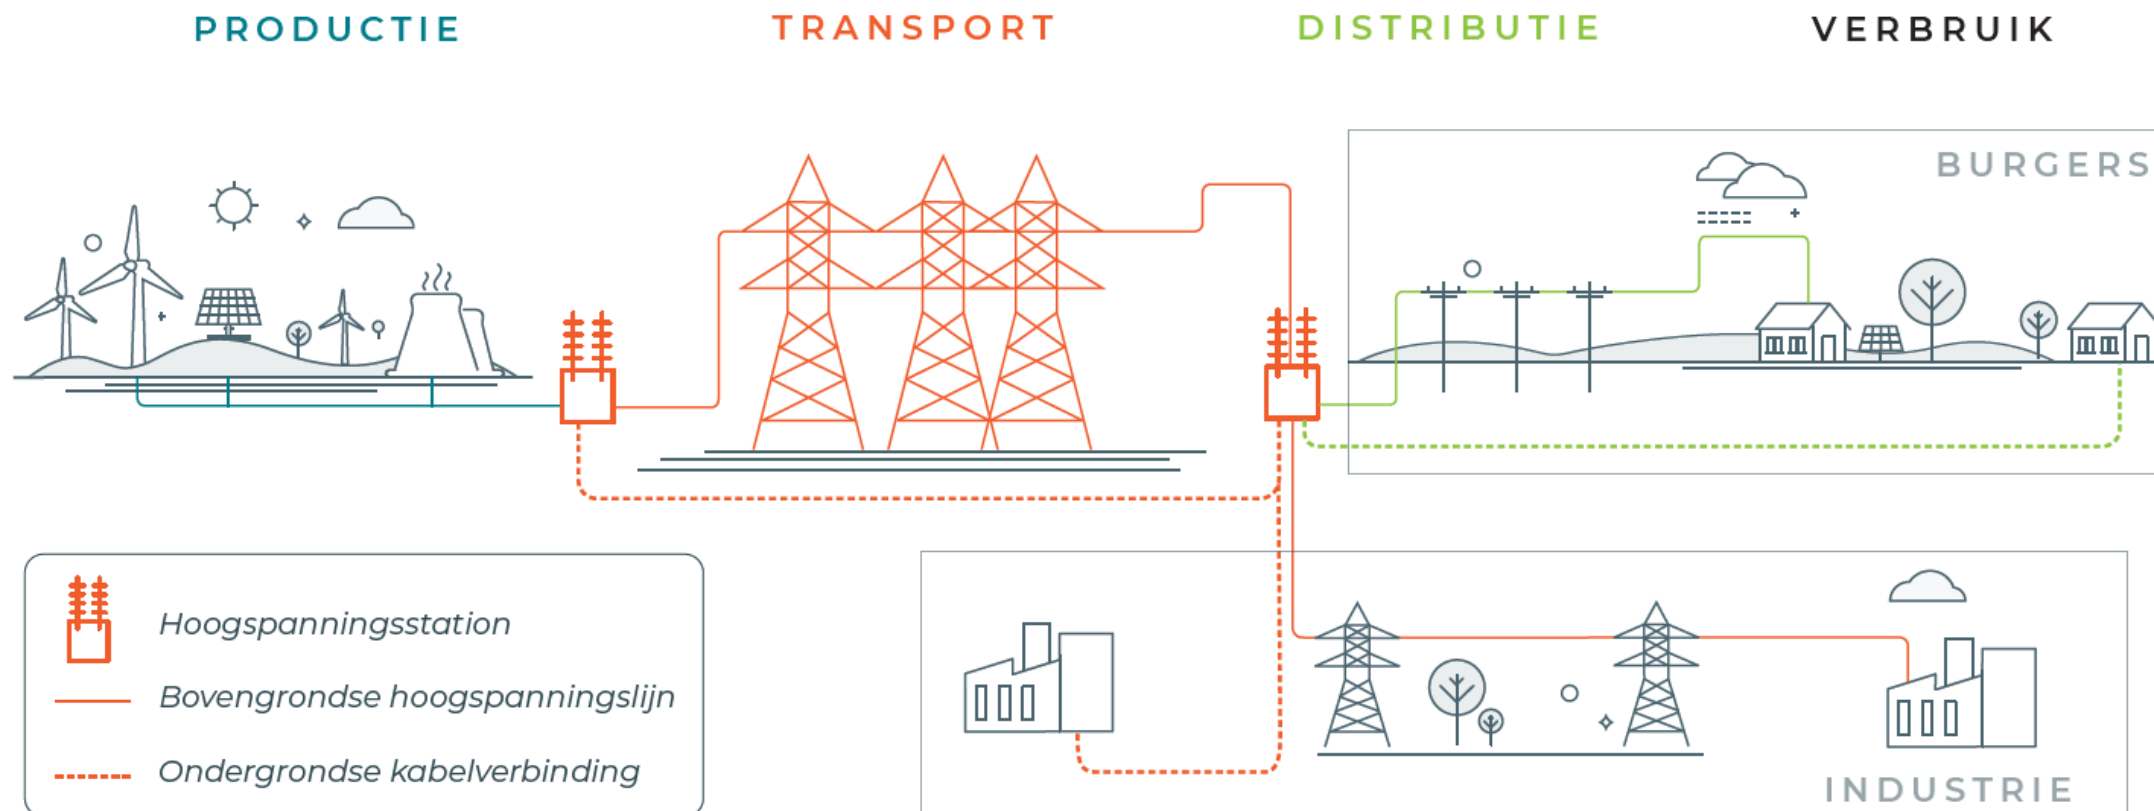 PRODUCTIE
TRANSPORT
DISTRIBUTIE
VERBRUIK
BURGERS
Hoogspanningsstation
Bovengrondse hoogspanningslijn
Ondergrondse kabelverbinding
INDUSTRIE